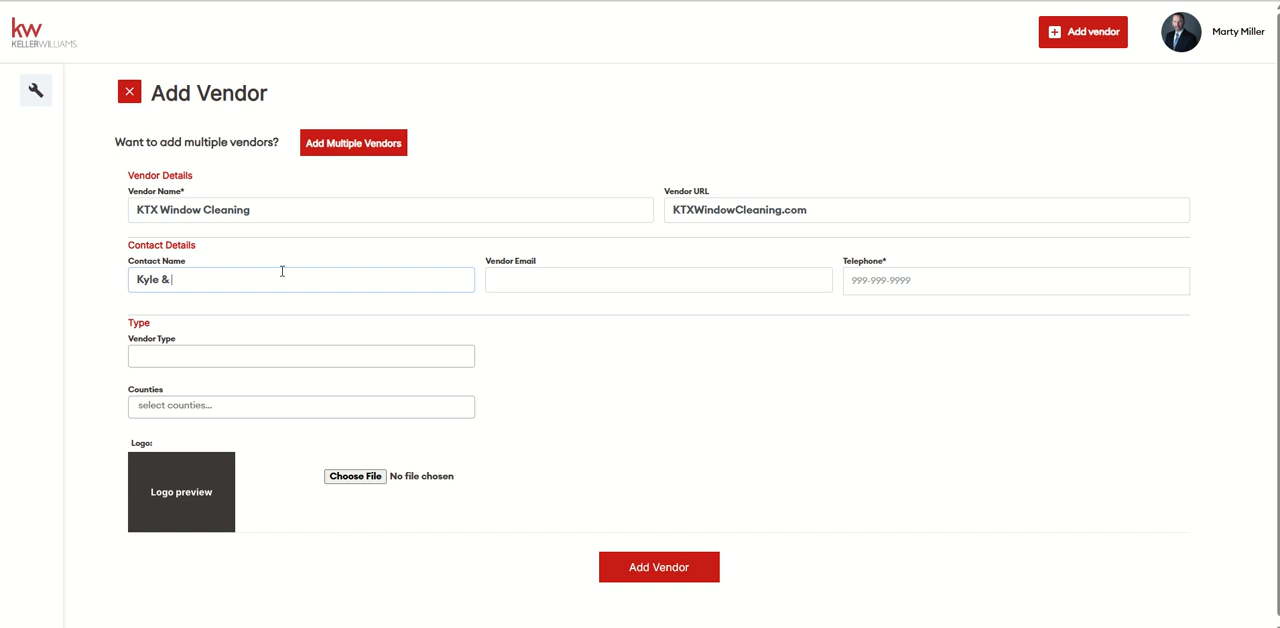 kw
KELLERWILLIAMS.
Add vendor
Marty Miller
Add Vendor
Want to add multiple vendors?
Add Multiple Vendors
Vendor Details
Vendor Name*
Vendor URL
KTX Window Cleaning
KTXWindowCleaning.com
Contact Details
Contact Name
Vendor Email
Telephone*
Kyle &
999-999-9999
Type
Vendor Type
Counties
select counties...
Logo:
Logo preview
Choose File No file chosen
Add Vendor